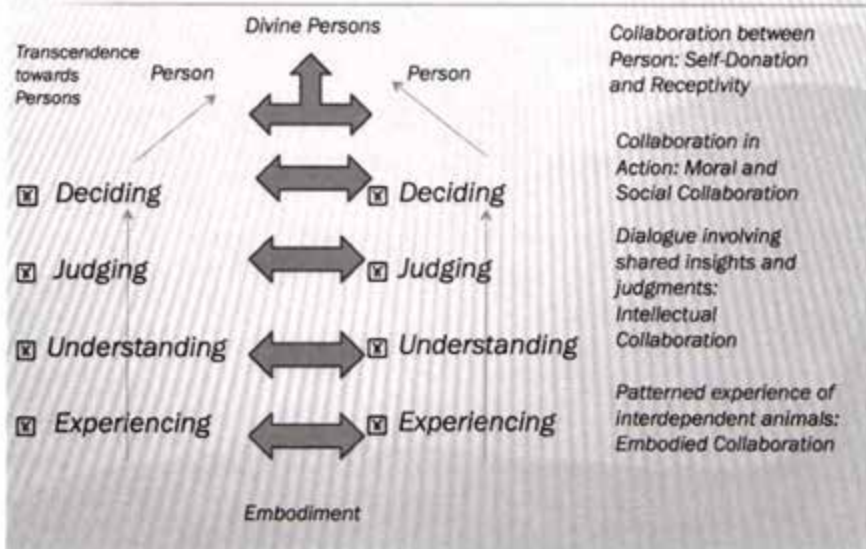 Divine Persons
Transcendence
towards
Persons
Person
Person
Collaboration between
Person: Self-Donation
and Receptivity
Deciding
Deciding
Collaboration in
Action: Moral and
Social Collaboration
Judging
Judging
Dialogue involving
shared insights and
judgments:
Intellectual
Collaboration
Understanding
Understanding
Experiencing
Experiencing
Patterned experience of
interdependent animals:
Embodied Collaboration
Embodiment